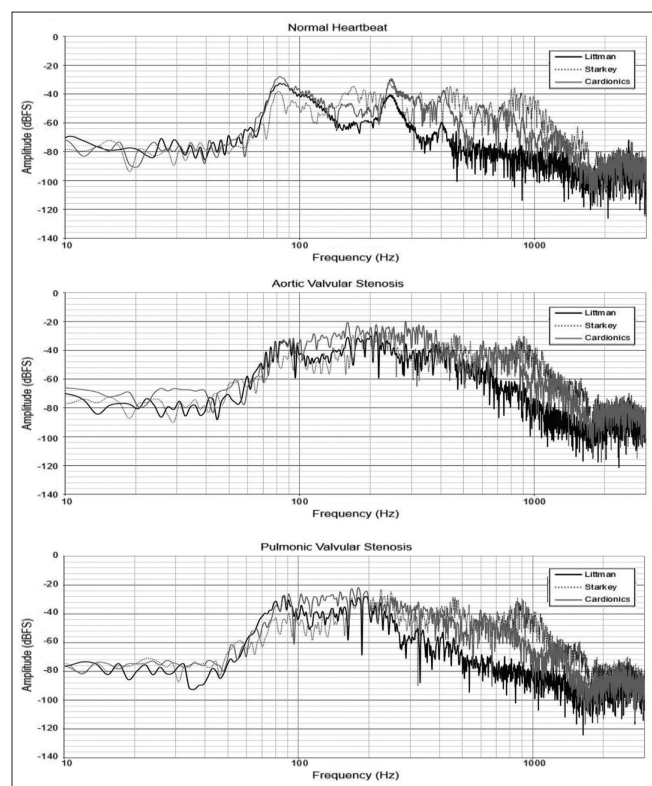 Normal Heartbeat
Amplitude (dBFS)
0
-20
-40
-60
-80
-100
-120
-140
Littman
Starkey
Cardionics
10
100
1000
Frequency (Hz)
Aortic Valvular Stenosis
Amplitude (dBFS)
0
-20
-40
-60
-80
-100
-120
-140
Littman
Starkey
Cardionics
10
100
1000
Frequency (Hz)
Pulmonic Valvular Stenosis
Amplitude (dBFS)
0
-20
-40
-60
-80
-100
-120
-140
Littman
Starkey
Cardionics
10
100
1000
Frequency (Hz)